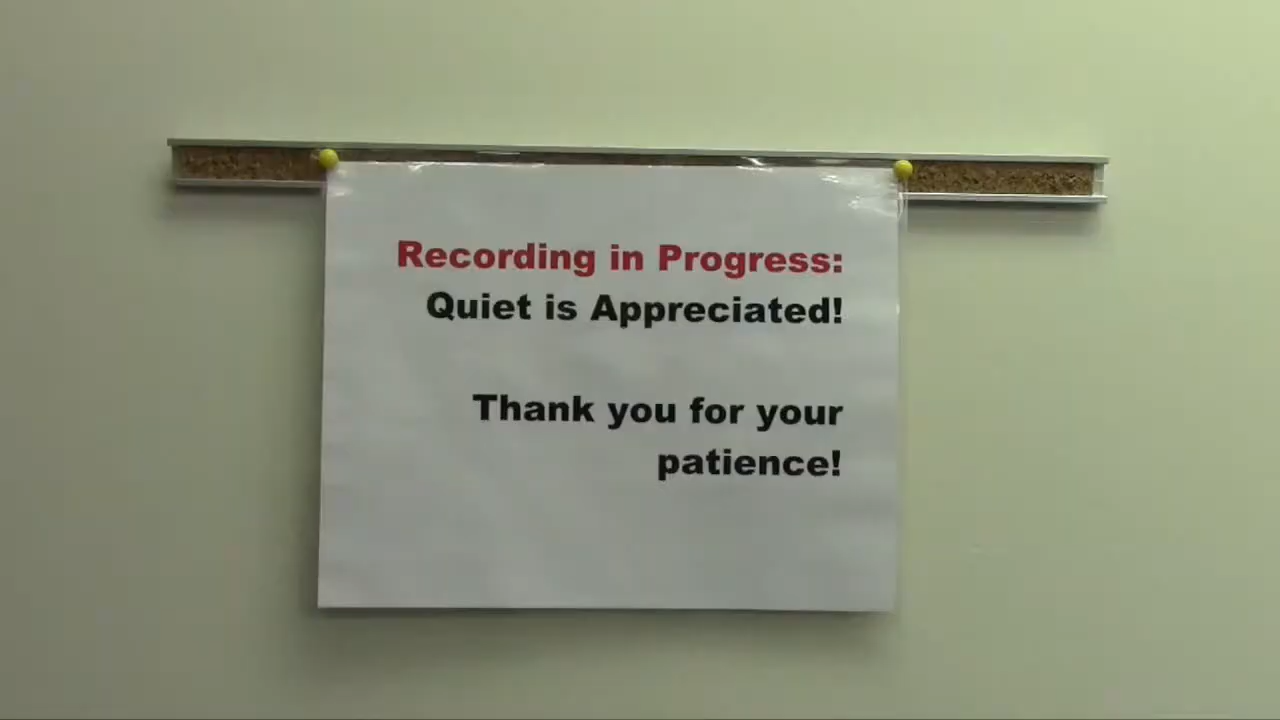 Recording in Progress:
Quiet is Appreciated!
Thank you for your
patience!